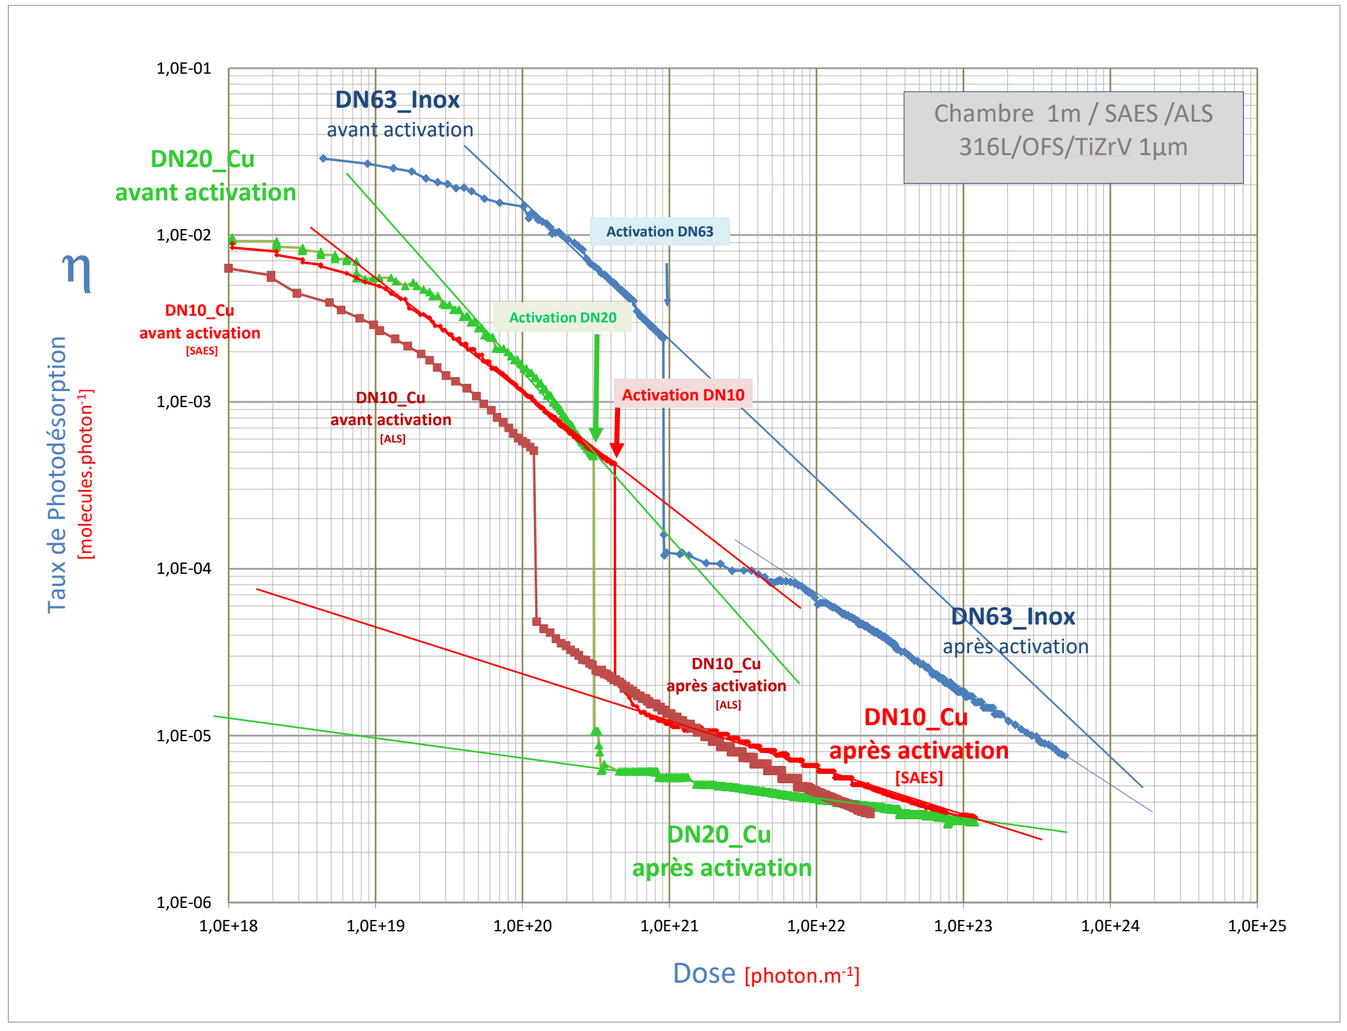 1,0E-01
1,0E-02
1,0E-03
1,0E-04
1,0E-05
1,0E-06
η
Taux de Photodésorption
[molecules.photon⁻¹]
DN63_Inox
avant activation
Chambre 1m / SAES /ALS
316L/OFS/TiZrV 1µm
DN20_Cu
avant activation
Activation DN63
DN10_Cu
avant activation
[SAES]
Activation DN20
Activation DN10
DN10_Cu
avant activation
[ALS]
DN63_Inox
après activation
DN10_Cu
après activation
[ALS]
DN10_Cu
après activation
[SAES]
DN20_Cu
après activation
1,0E+18
1,0E+19
1,0E+20
1,0E+21
1,0E+22
1,0E+23
1,0E+24
1,0E+25
Dose [photon.m⁻¹]